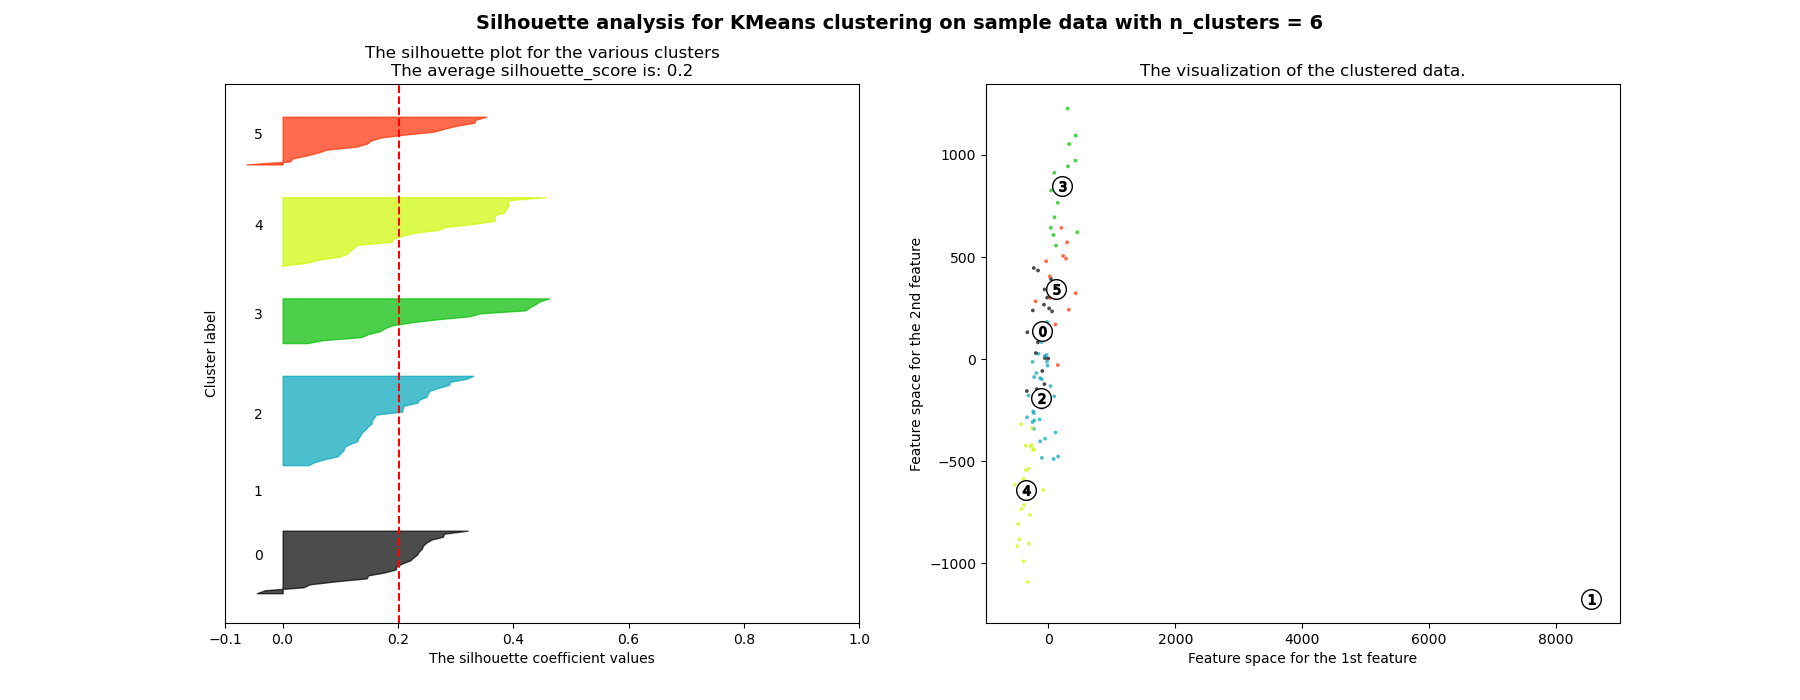 Silhouette analysis for KMeans clustering on sample data with n_clusters = 6
The silhouette plot for the various clusters
The average silhouette_score is: 0.2
Cluster label
5
4
3
2
1
0
−0.1 0.0 0.2 0.4 0.6 0.8 1.0
The silhouette coefficient values
The visualization of the clustered data.
Feature space for the 2nd feature
1000
500
0
−500
−1000
3
5
0
2
4
1
0 2000 4000 6000 8000
Feature space for the 1st feature